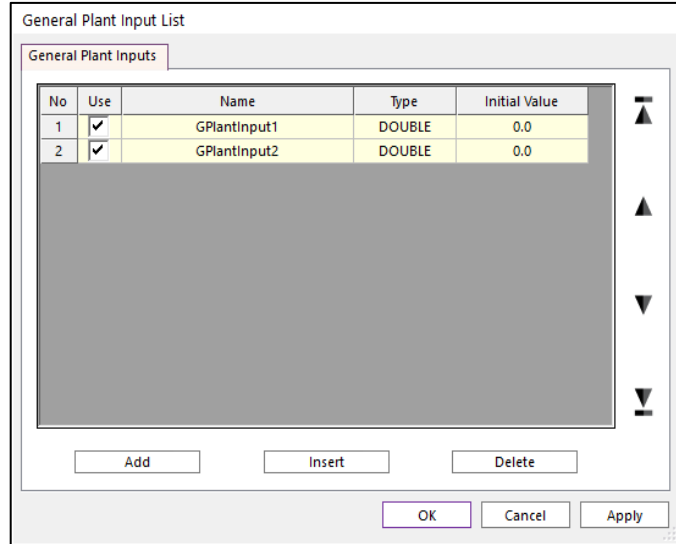 General Plant Input List
General Plant Inputs
No Use Name Type Initial Value
1 GPlantInput1 DOUBLE 0.0
2 GPlantInput2 DOUBLE 0.0
Add Insert Delete
OK Cancel Apply